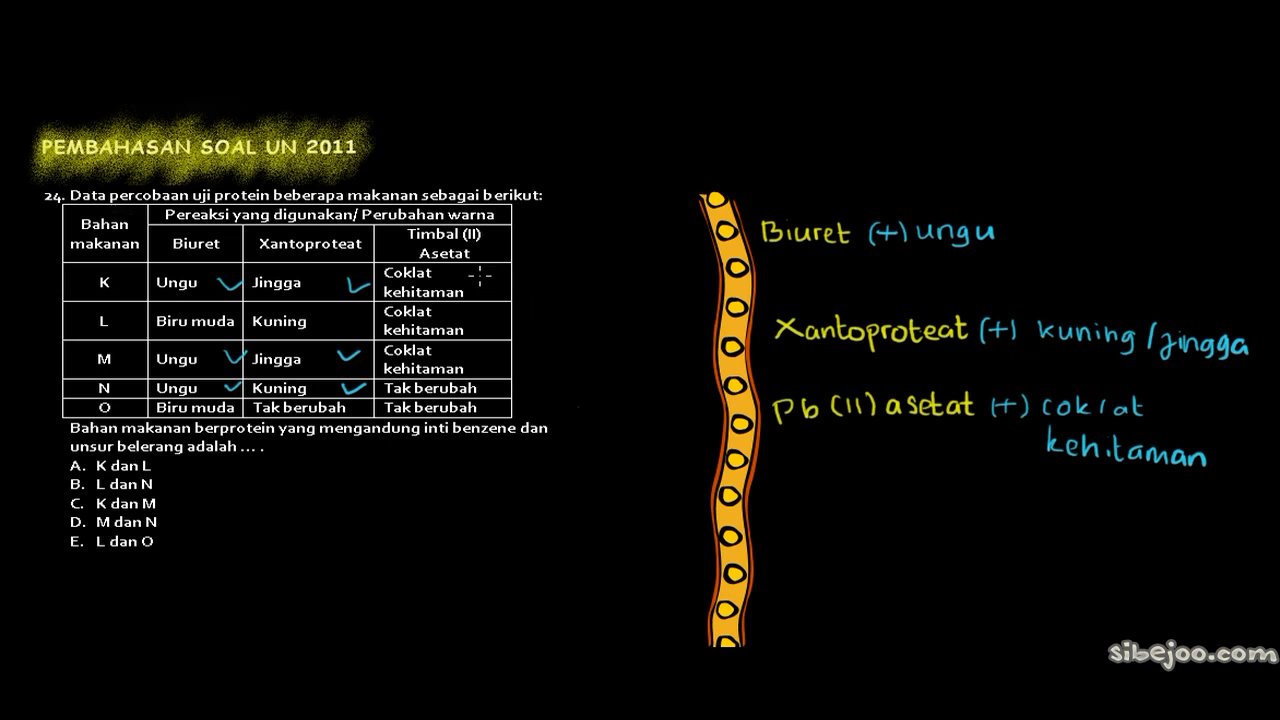 PEMBAHASAN SOAL UN 2011
24. Data percobaan uji protein beberapa makanan sebagai berikut:
Bahan makanan Pereaksi yang digunakan/ Perubahan warna
Biuret Xantoproteat Timbal (II) Asetat
K Ungu Jingga Coklat kehitaman
L Biru muda Kuning Coklat kehitaman
M Ungu Jingga Coklat kehitaman
N Ungu Kuning Tak berubah
O Biru muda Tak berubah Tak berubah
Bahan makanan berprotein yang mengandung inti benzene dan
unsur belerang adalah ... .
A. K dan L
B. L dan N
C. K dan M
D. M dan N
E. L dan O
Biuret (+) ungu
Xantoproteat (+) kuning / jingga
Pb (II) asetat (+) coklat
kehitaman
sibejoo.com